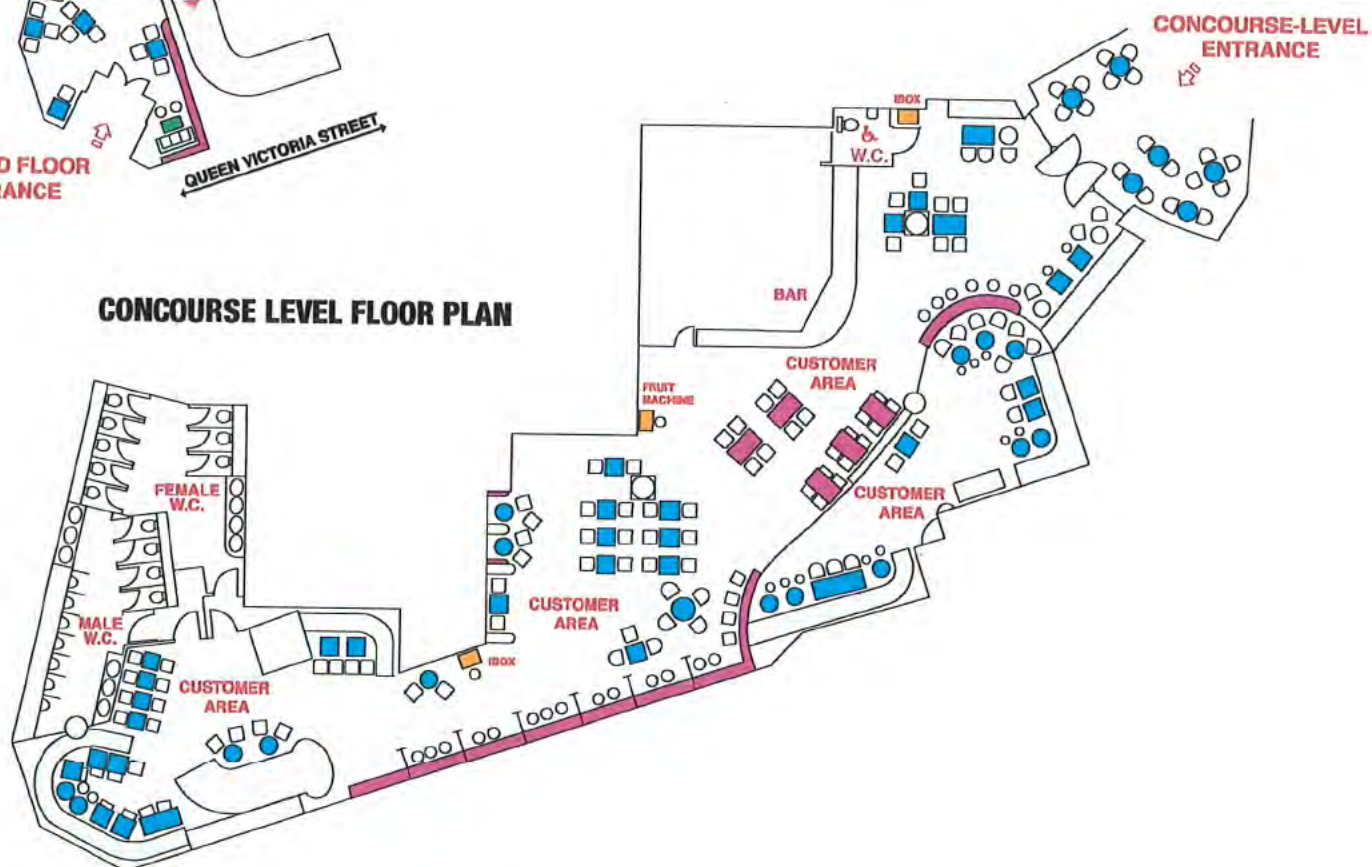 CONCOURSE-LEVEL
ENTRANCE
QUEEN VICTORIA STREET
D FLOOR
RANCE
IBOX
W.C.
BAR
CONCOURSE LEVEL FLOOR PLAN
CUSTOMER
AREA
FRUIT
MACHINE
CUSTOMER
AREA
FEMALE
W.C.
CUSTOMER
AREA
MALE
W.C.
IBOX
CUSTOMER
AREA